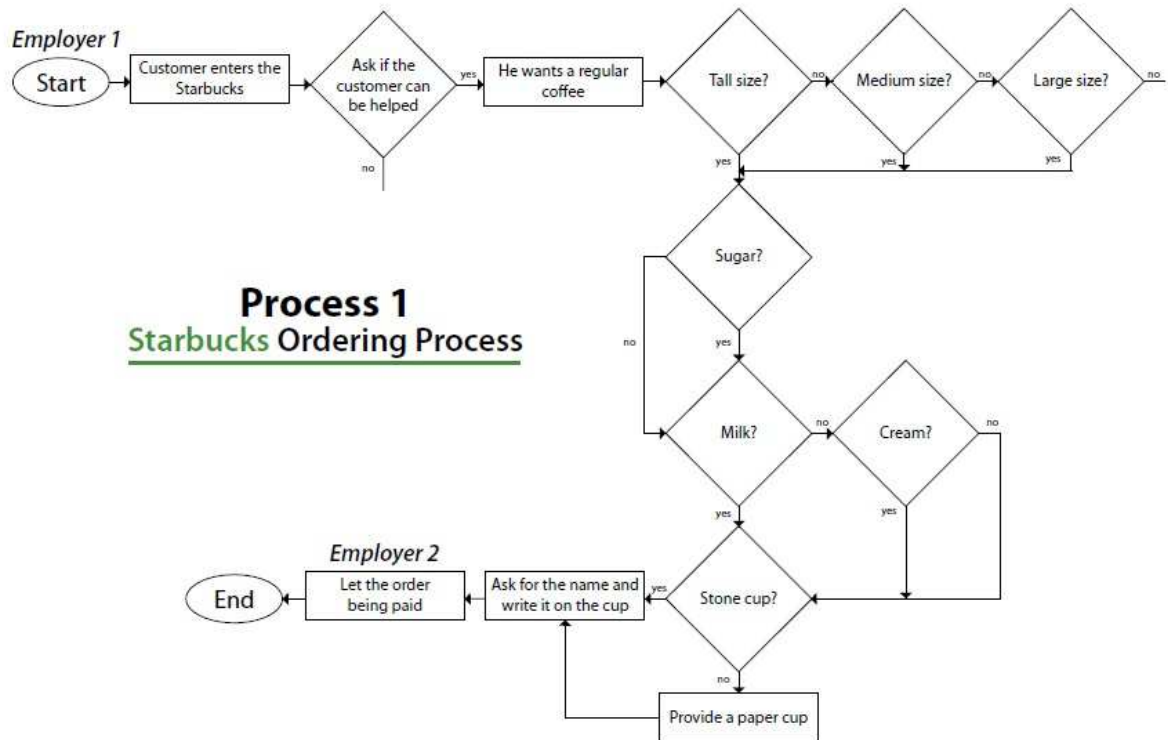 Employer 1
Start
Customer enters the
Starbucks
Ask if the
customer can
be helped
yes
no
He wants a regular
coffee
Tall size?
no
yes
Medium size?
no
yes
Large size?
no
yes
Sugar?
no
yes
Process 1
Starbucks Ordering Process
Milk?
no
yes
Cream?
no
yes
Stone cup?
yes
no
Employer 2
Ask for the name and
write it on the cup
Let the order
being paid
End
Provide a paper cup